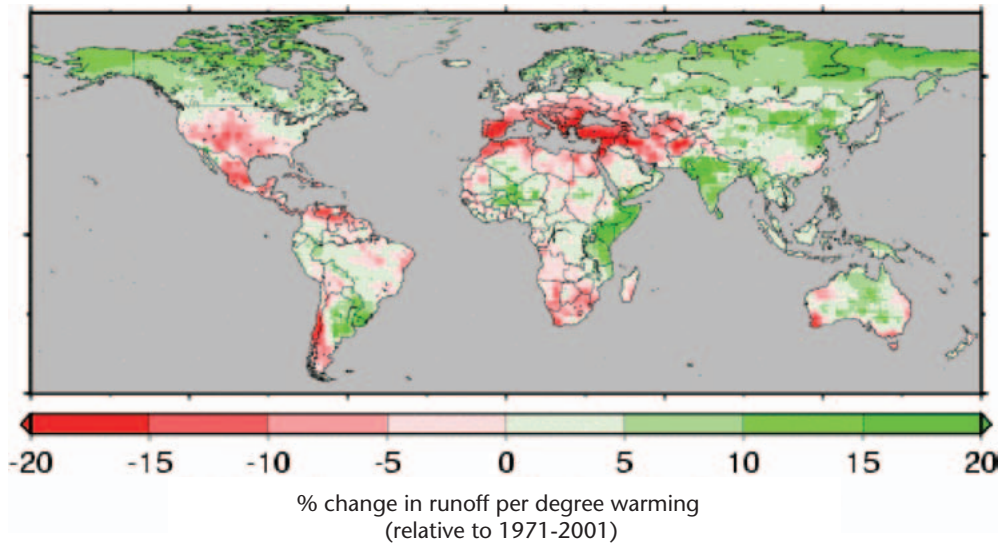 -20 -15 -10 -5 0 5 10 15 20
% change in runoff per degree warming
(relative to 1971-2001)